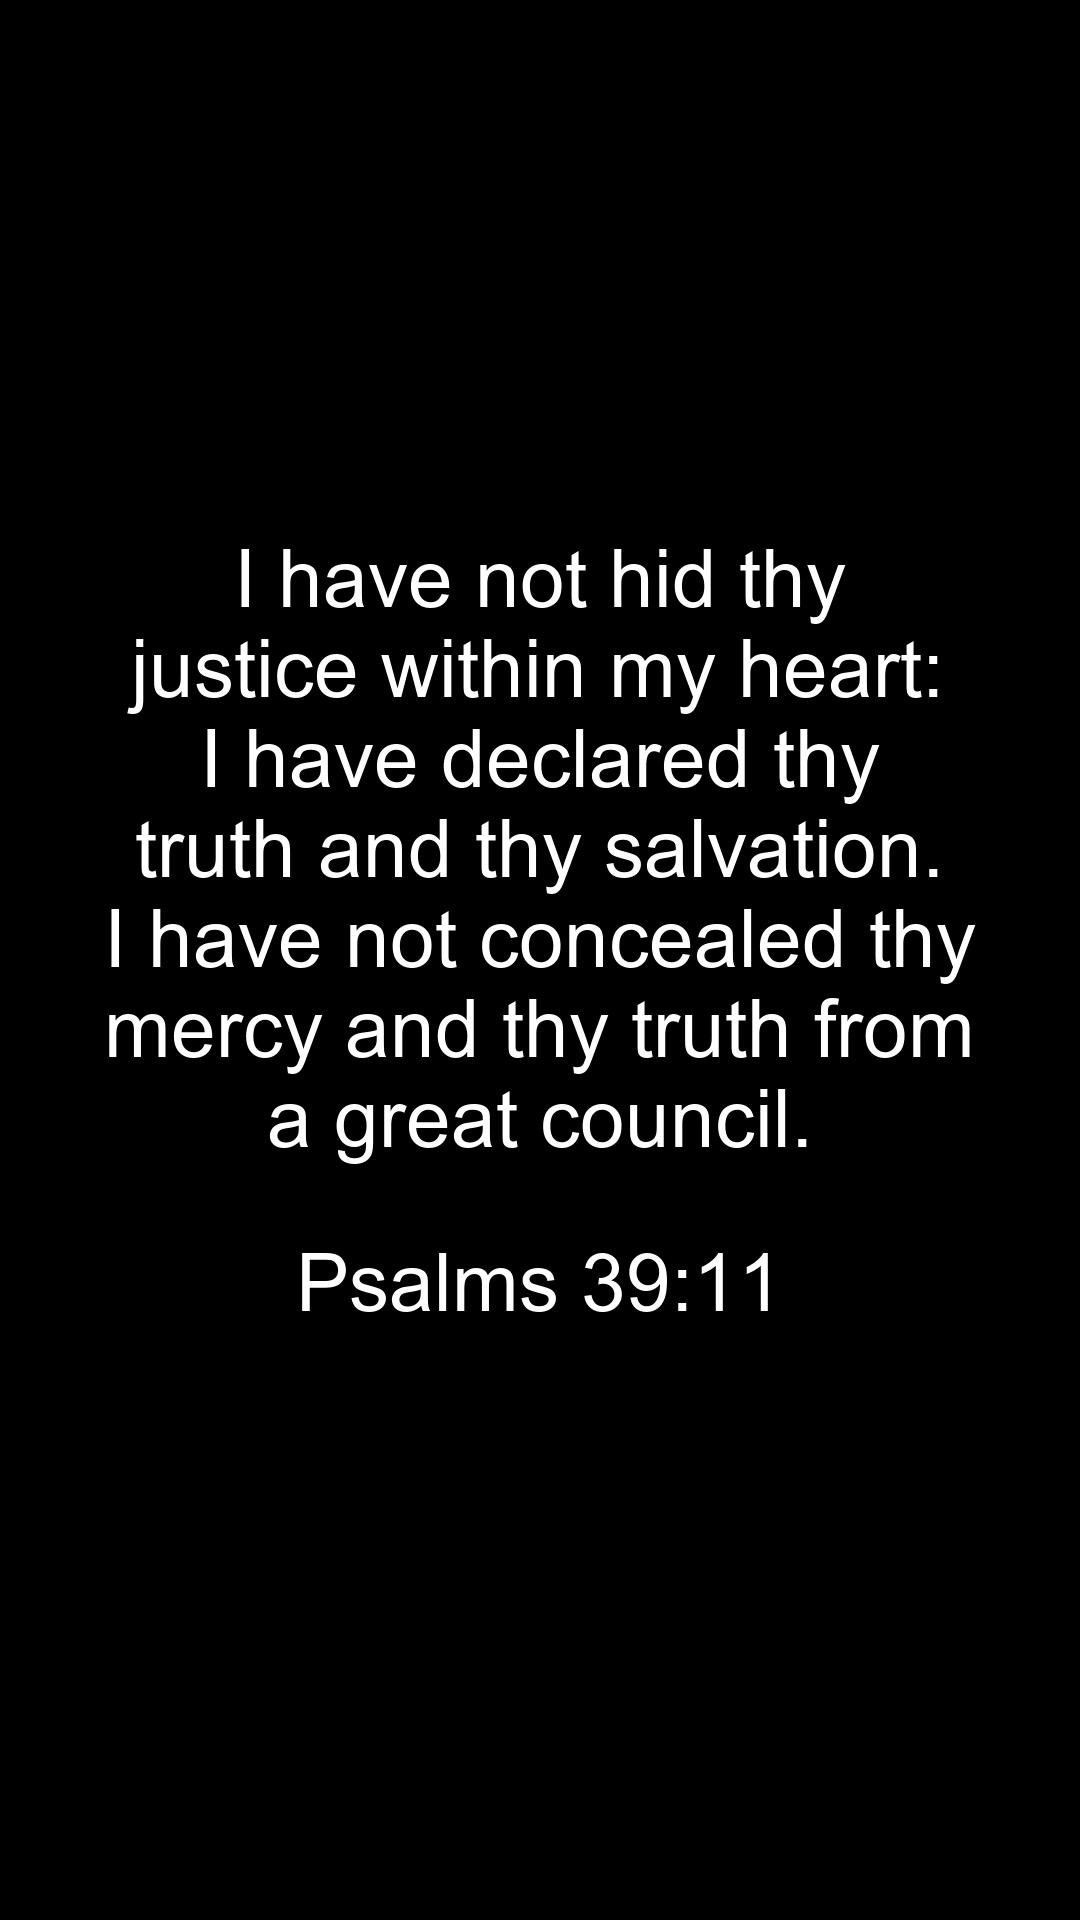 I have not hid thy
justice within my heart:
I have declared thy
truth and thy salvation.
I have not concealed thy
mercy and thy truth from
a great council.
Psalms 39:11